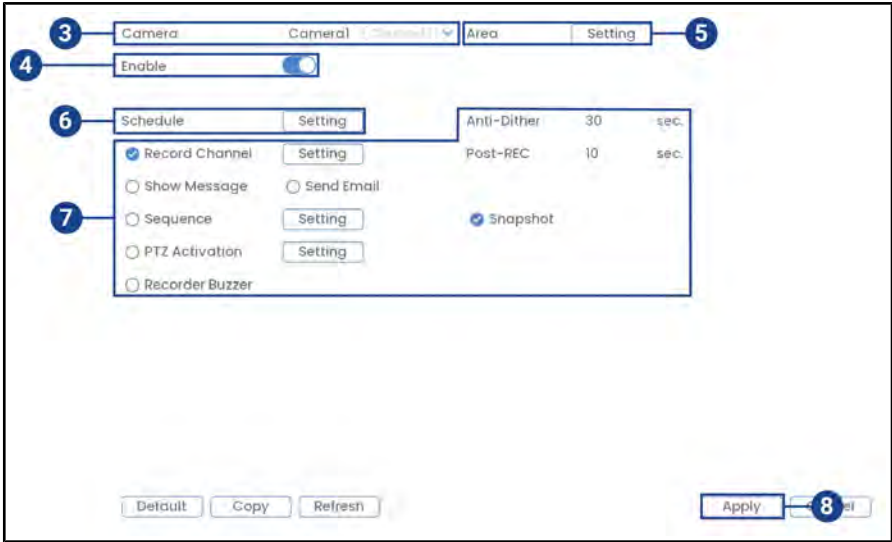 3 Camera Camera1 Area Setting 5
4 Enable
6 Schedule Setting Anti-Dither 30 sec.
Record Channel Setting Post-REC 10 sec.
Show Message Send Email
7 Sequence Setting Snapshot
PTZ Activation Setting
Recorder Buzzer
Default Copy Refresh Apply 8